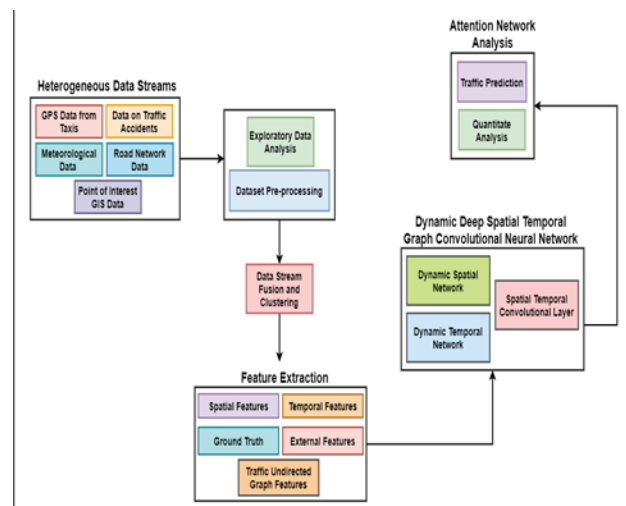 Attention Network
Analysis
Traffic Prediction
Quantitate
Analysis
Heterogeneous Data Streams
GPS Data from
Taxis
Data on Traffic
Accidents
Meteorological
Data
Road Network
Data
Point of Interest
GIS Data
Exploratory Data
Analysis
Dataset Pre-processing
Data Stream
Fusion and
Clustering
Feature Extraction
Spatial Features
Temporal Features
Ground Truth
External Features
Traffic Undirected
Graph Features
Dynamic Deep Spatial Temporal
Graph Convolutional Neural Network
Dynamic Spatial
Network
Dynamic Temporal
Network
Spatial Temporal
Convolutional Layer